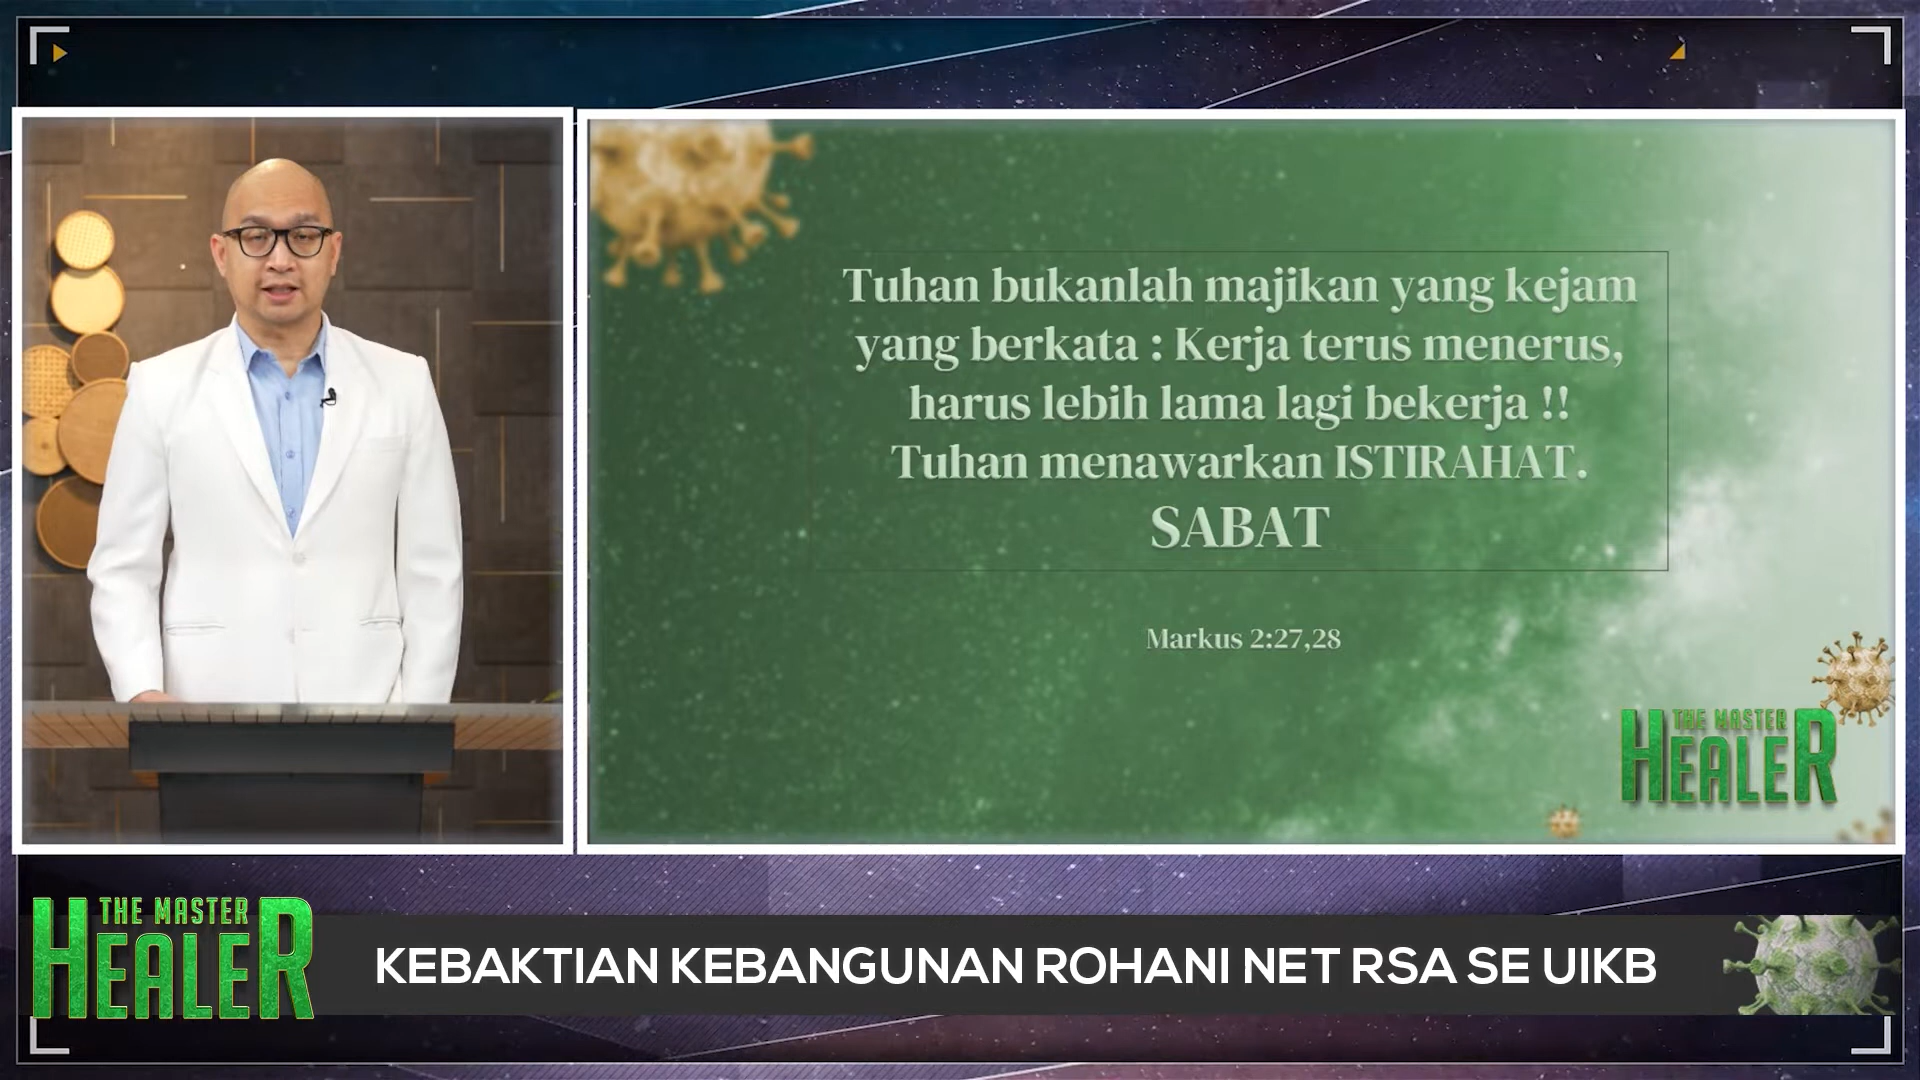 Tuhan bukanlah majikan yang kejam
yang berkata : Kerja terus menerus,
harus lebih lama lagi bekerja !!
Tuhan menawarkan ISTIRAHAT.
SABAT
Markus 2:27,28
THE MASTER
HEALER
THE MASTER
HEALER
KEBAKTIAN KEBANGUNAN ROHANI NET RSA SE UIKB